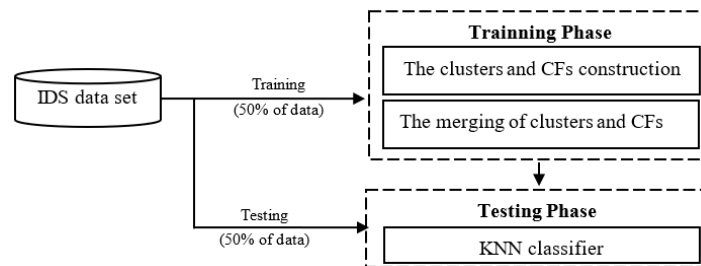 Trainning Phase
The clusters and CFs construction
Training
(50% of data)
IDS data set
The merging of clusters and CFs
Testing
(50% of data)
Testing Phase
KNN classifier